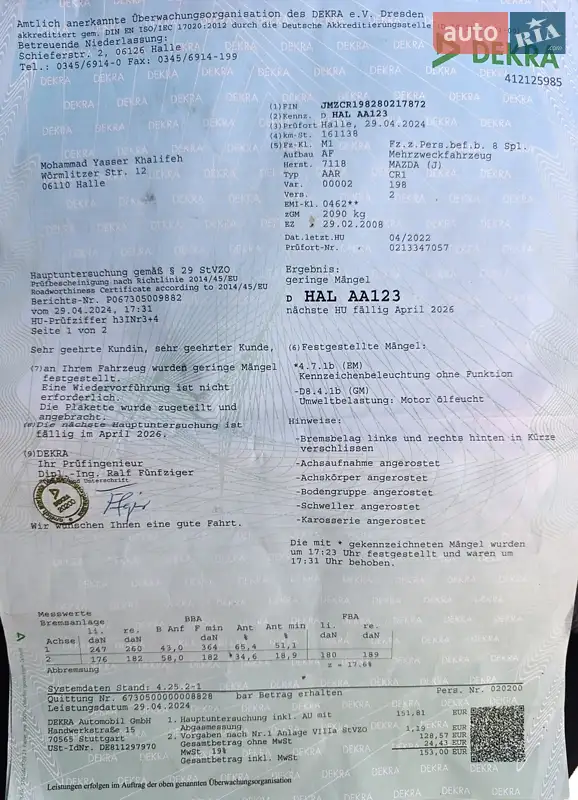 Amtlich anerkannte Überwachungsorganisation des DEKRA e.V. Dresden
akkreditiert gem. DIN EN ISO/IEC 17020:2012 durch die Deutsche Akkreditierungsstelle
Betreuende Niederlassung:
Schieferstr. 2, 06126 Halle
Tel.: 0345/6914-0 Fax: 0345/6914-199
auto RIA.com
DEKRA
412125985
(1) FIN JMZCR198280217872
(2) Kennz. D HAL AA123
(3) Prüfort Halle, 29.04.2024
(4) km-St. 161138
(5) Fz-Kl. M1 Fz.z.Pers.bef.b. 8 Spl.
Aufbau AF Mehrzweckfahrzeug
Herst. 7118 MAZDA (J)
Typ AAR CR1
Var. 00002 198
Vers. 2
EMI-Kl. 0462**
zGM 2090 kg
EZ 29.02.2008
Dat.letzt.HU 04/2022
Prüfort-Nr. 0213347057
Mohammad Yasser Khalifeh
Wörmlitzer Str. 12
06110 Halle
Hauptuntersuchung gemäß § 29 StVZO
Prüfbescheinigung nach Richtlinie 2014/45/EU
Roadworthiness Certificate according to 2014/45/EU
Berichts-Nr. P067305009882
vom 29.04.2024, 17:31
HU-Prüfziffer h3INr3+4
Seite 1 von 2
Ergebnis:
geringe Mängel
D HAL AA123
nächste HU fällig April 2026
Sehr geehrte Kundin, sehr geehrter Kunde,
(7) an Ihrem Fahrzeug wurden geringe Mängel
festgestellt.
Eine Wiedervorführung ist nicht
erforderlich.
Die Plakette wurde zugeteilt und
angebracht.
(8) Die nächste Hauptuntersuchung ist
fällig im April 2026.
(9) DEKRA
Ihr Prüfingenieur
Dipl.-Ing. Ralf Fünfziger
und Unterschrift
Wir wünschen Ihnen eine gute Fahrt.
(6) Festgestellte Mängel:
*4.7.1b (EM)
Kennzeichenbeleuchtung ohne Funktion
-D8.4.1b (GM)
Umweltbelastung: Motor ölfeucht
Hinweise:
-Bremsbelag links und rechts hinten in Kürze
verschlissen
-Achsaufnahme angerostet
-Achskörper angerostet
-Bodengruppe angerostet
-Schweller angerostet
-Karosserie angerostet
Die mit * gekennzeichneten Mängel wurden
um 17:23 Uhr festgestellt und waren um
17:31 Uhr behoben.
Messwerte
Bremsanlage BBA FBA
li. re. B Anf F min Ant Ant min li. re.
Achse daN daN daN % % daN daN
1 247 260 43,0 364 65,4 51,1
2 176 182 58,0 182 34,6 18,9 180 189
Abbremsung z = 17.6%
Systemdaten Stand: 4.25.2-1
Quittung Nr. 6730500000008828 bar Betrag erhalten Pers. Nr. 020200
Leistungsdatum 29.04.2024
DEKRA Automobil GmbH
Handwerkstraße 15
70565 Stuttgart
USt-IdNr. DE811297970
1. Hauptuntersuchung inkl. AU mit 151,81 EUR
Abgasmessung
2. Vorgaben nach Nr.1 Anlage VIIIa StVZO 1,19 EUR
Gesamtbetrag ohne MwSt 128,57 EUR
MwSt 19% 24,43 EUR
Gesamtbetrag inkl. MwSt. 153,00 EUR
Leistungen erfolgen im Auftrag der oben genannten Überwachungsorganisation